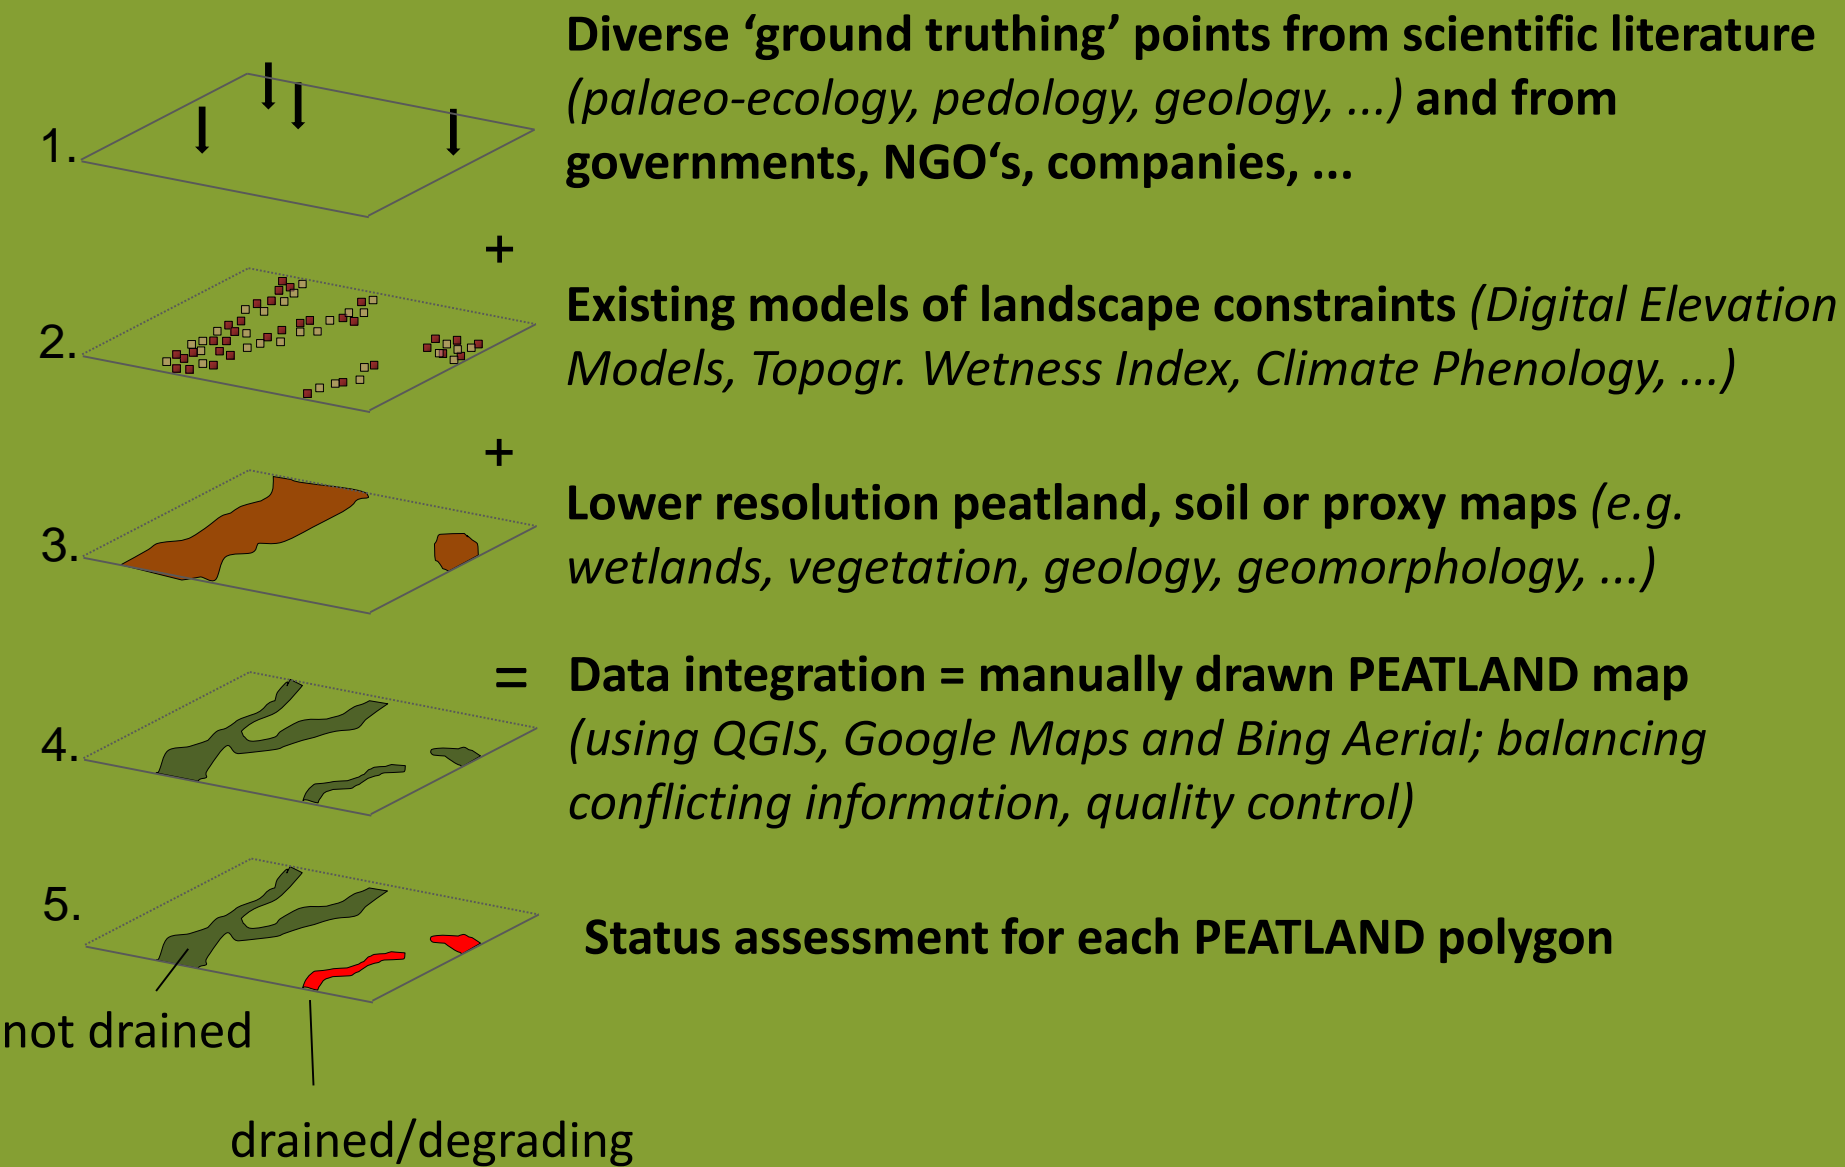 1.
Diverse ‘ground truthing’ points from scientific literature
(palaeo-ecology, pedology, geology, ...) and from
governments, NGO‘s, companies, ...
+
2.
Existing models of landscape constraints (Digital Elevation
Models, Topogr. Wetness Index, Climate Phenology, ...)
+
3.
Lower resolution peatland, soil or proxy maps (e.g.
wetlands, vegetation, geology, geomorphology, ...)
=
4.
Data integration = manually drawn PEATLAND map
(using QGIS, Google Maps and Bing Aerial; balancing
conflicting information, quality control)
5.
Status assessment for each PEATLAND polygon
not drained
drained/degrading